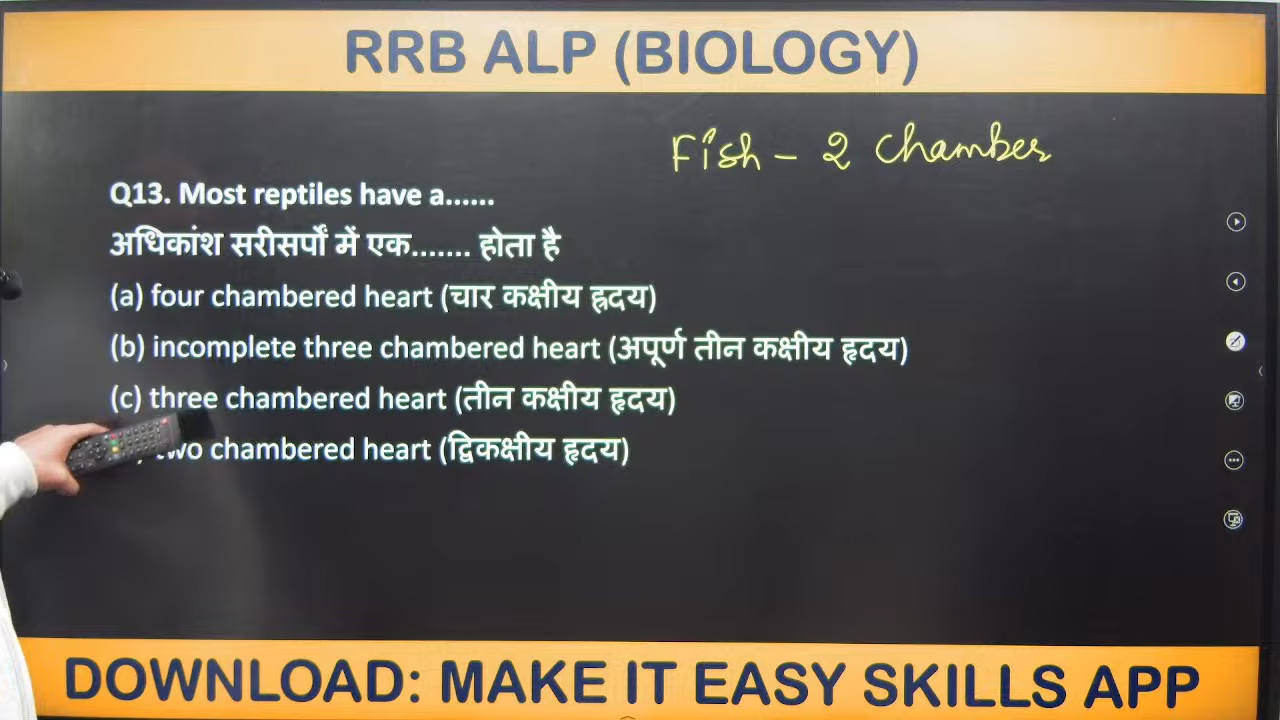 RRB ALP (BIOLOGY)
Fish - 2 chamber
Q13. Most reptiles have a......
अधिकांश सरीसर्पों में एक....... होता है
(a) four chambered heart (चार कक्षीय ह्रदय)
(b) incomplete three chambered heart (अपूर्ण तीन कक्षीय हृदय)
(c) three chambered heart (तीन कक्षीय हृदय)
two chambered heart (द्विकक्षीय हृदय)
DOWNLOAD: MAKE IT EASY SKILLS APP